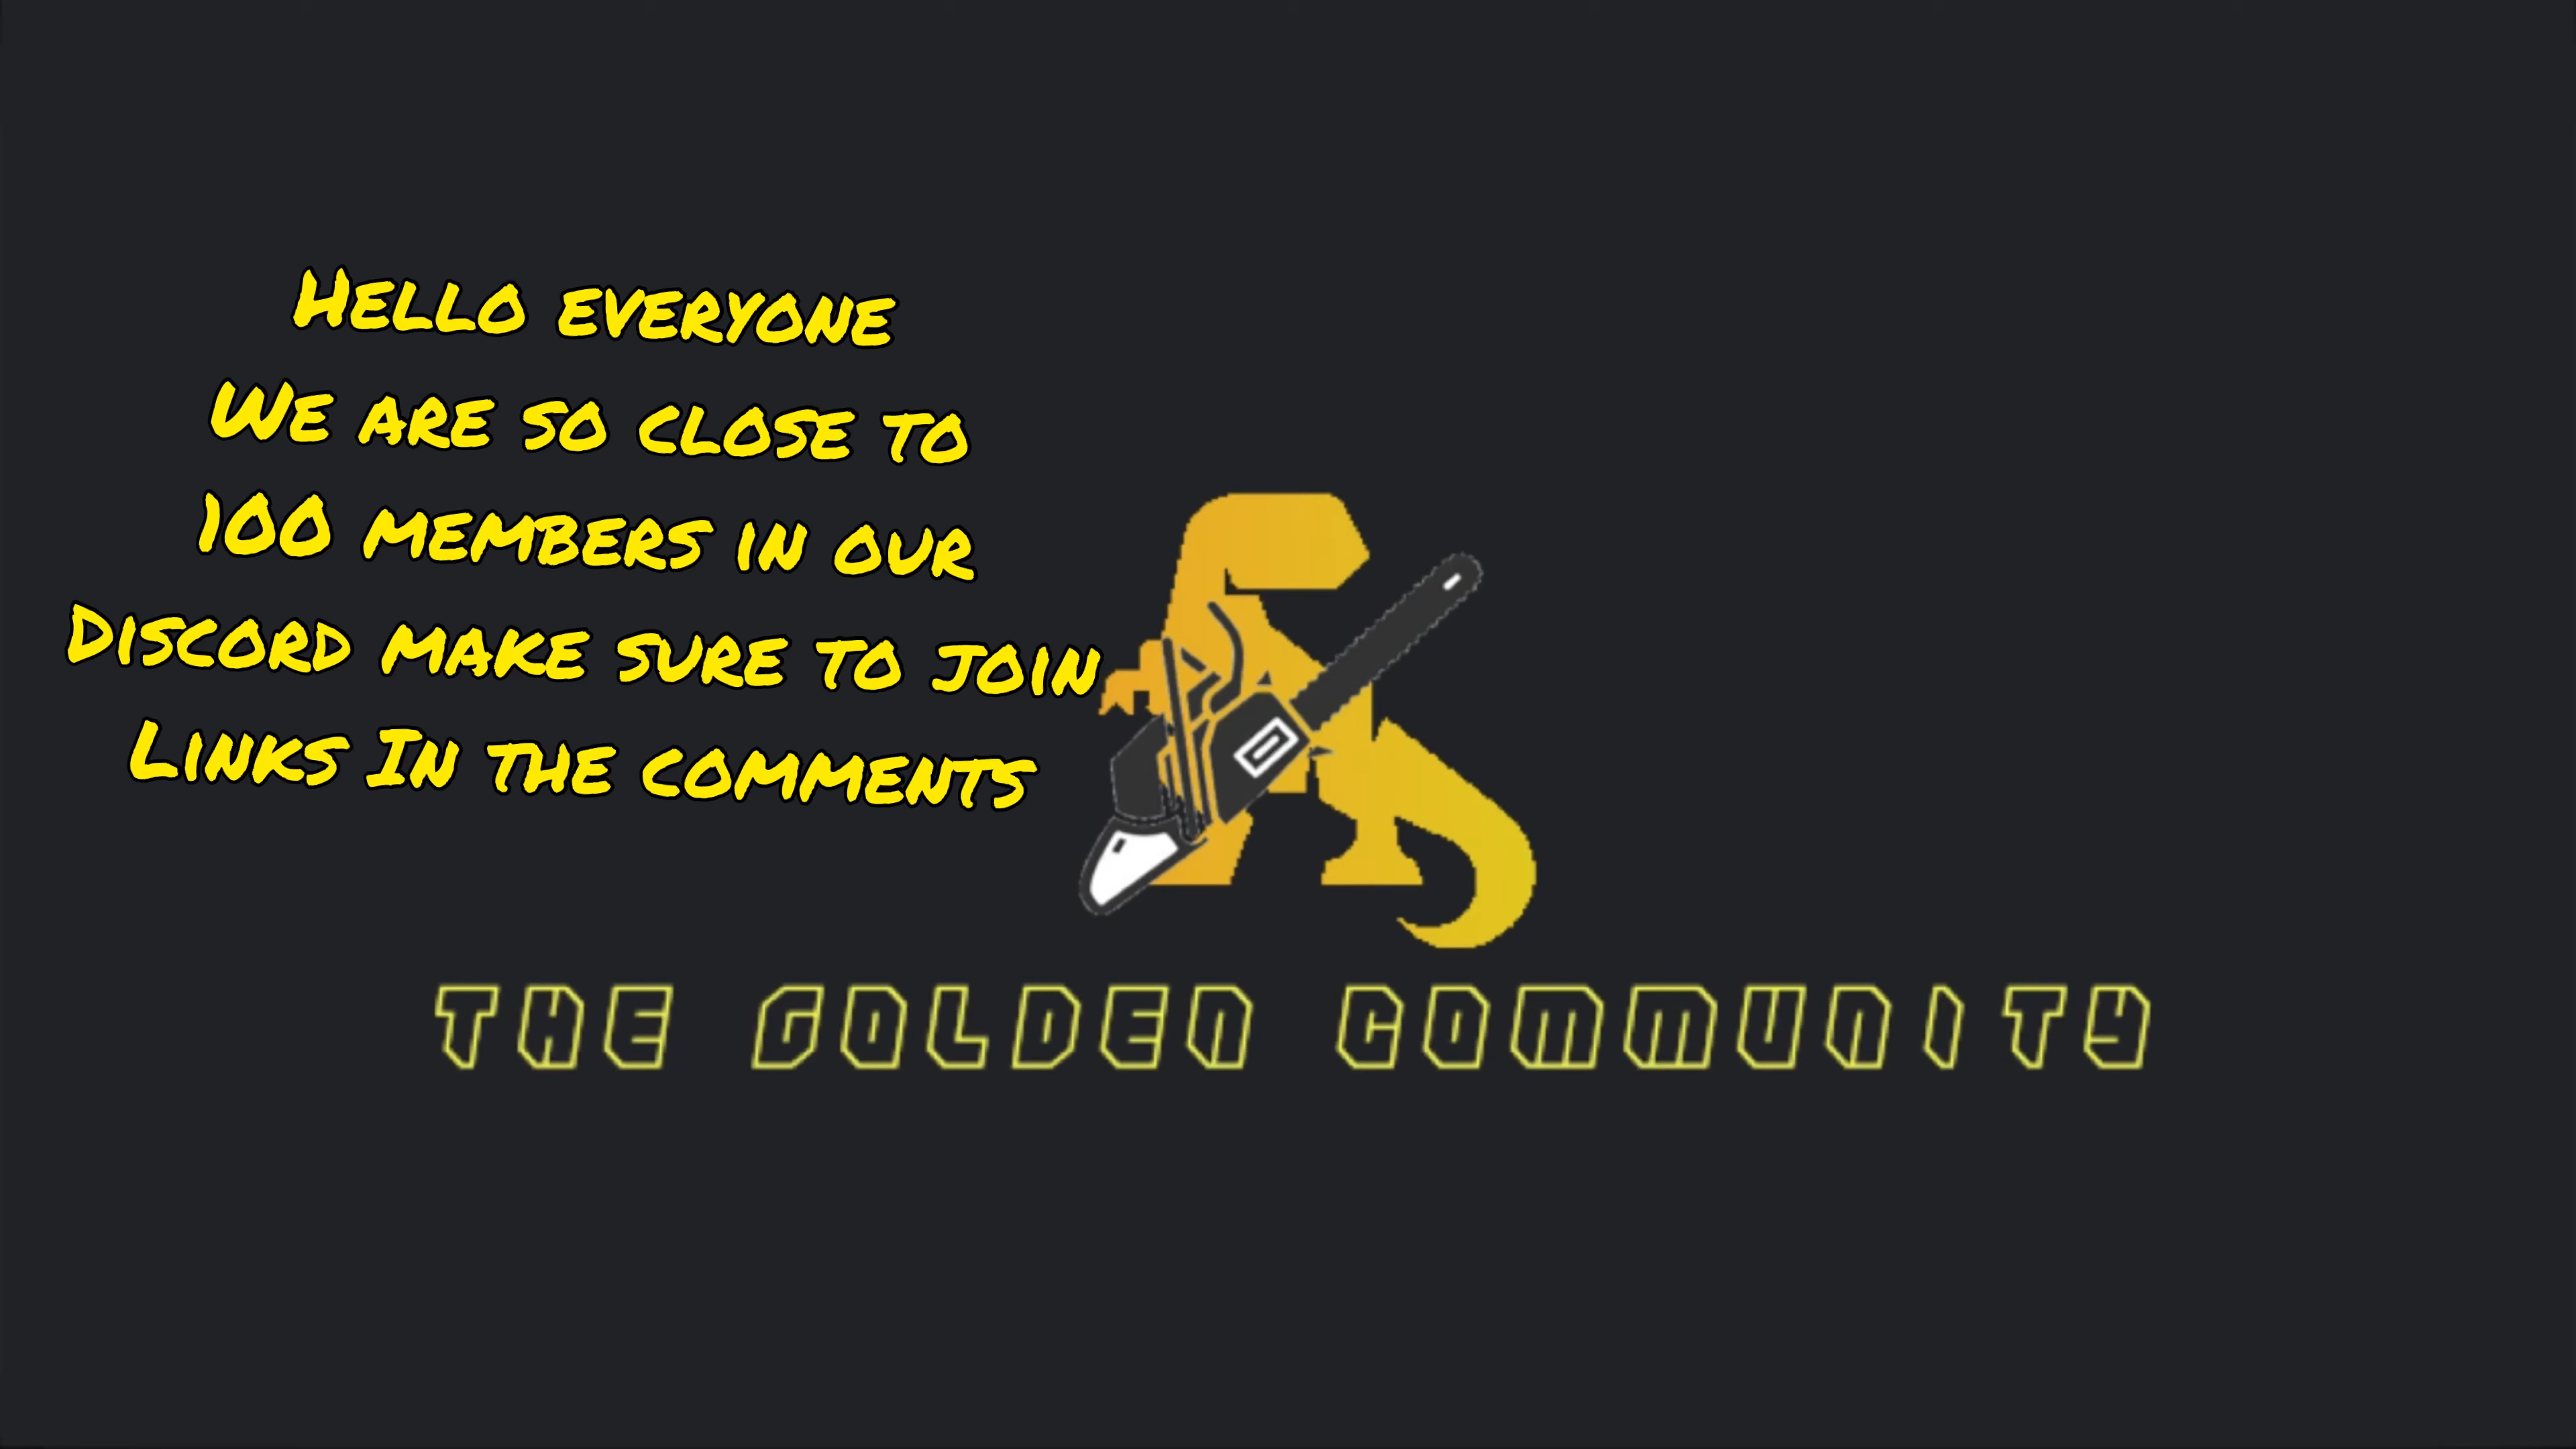 Hello everyone
We are so close to
100 members in our
Discord make sure to join
Links In the comments
THE GOLDEN COMMUNITY